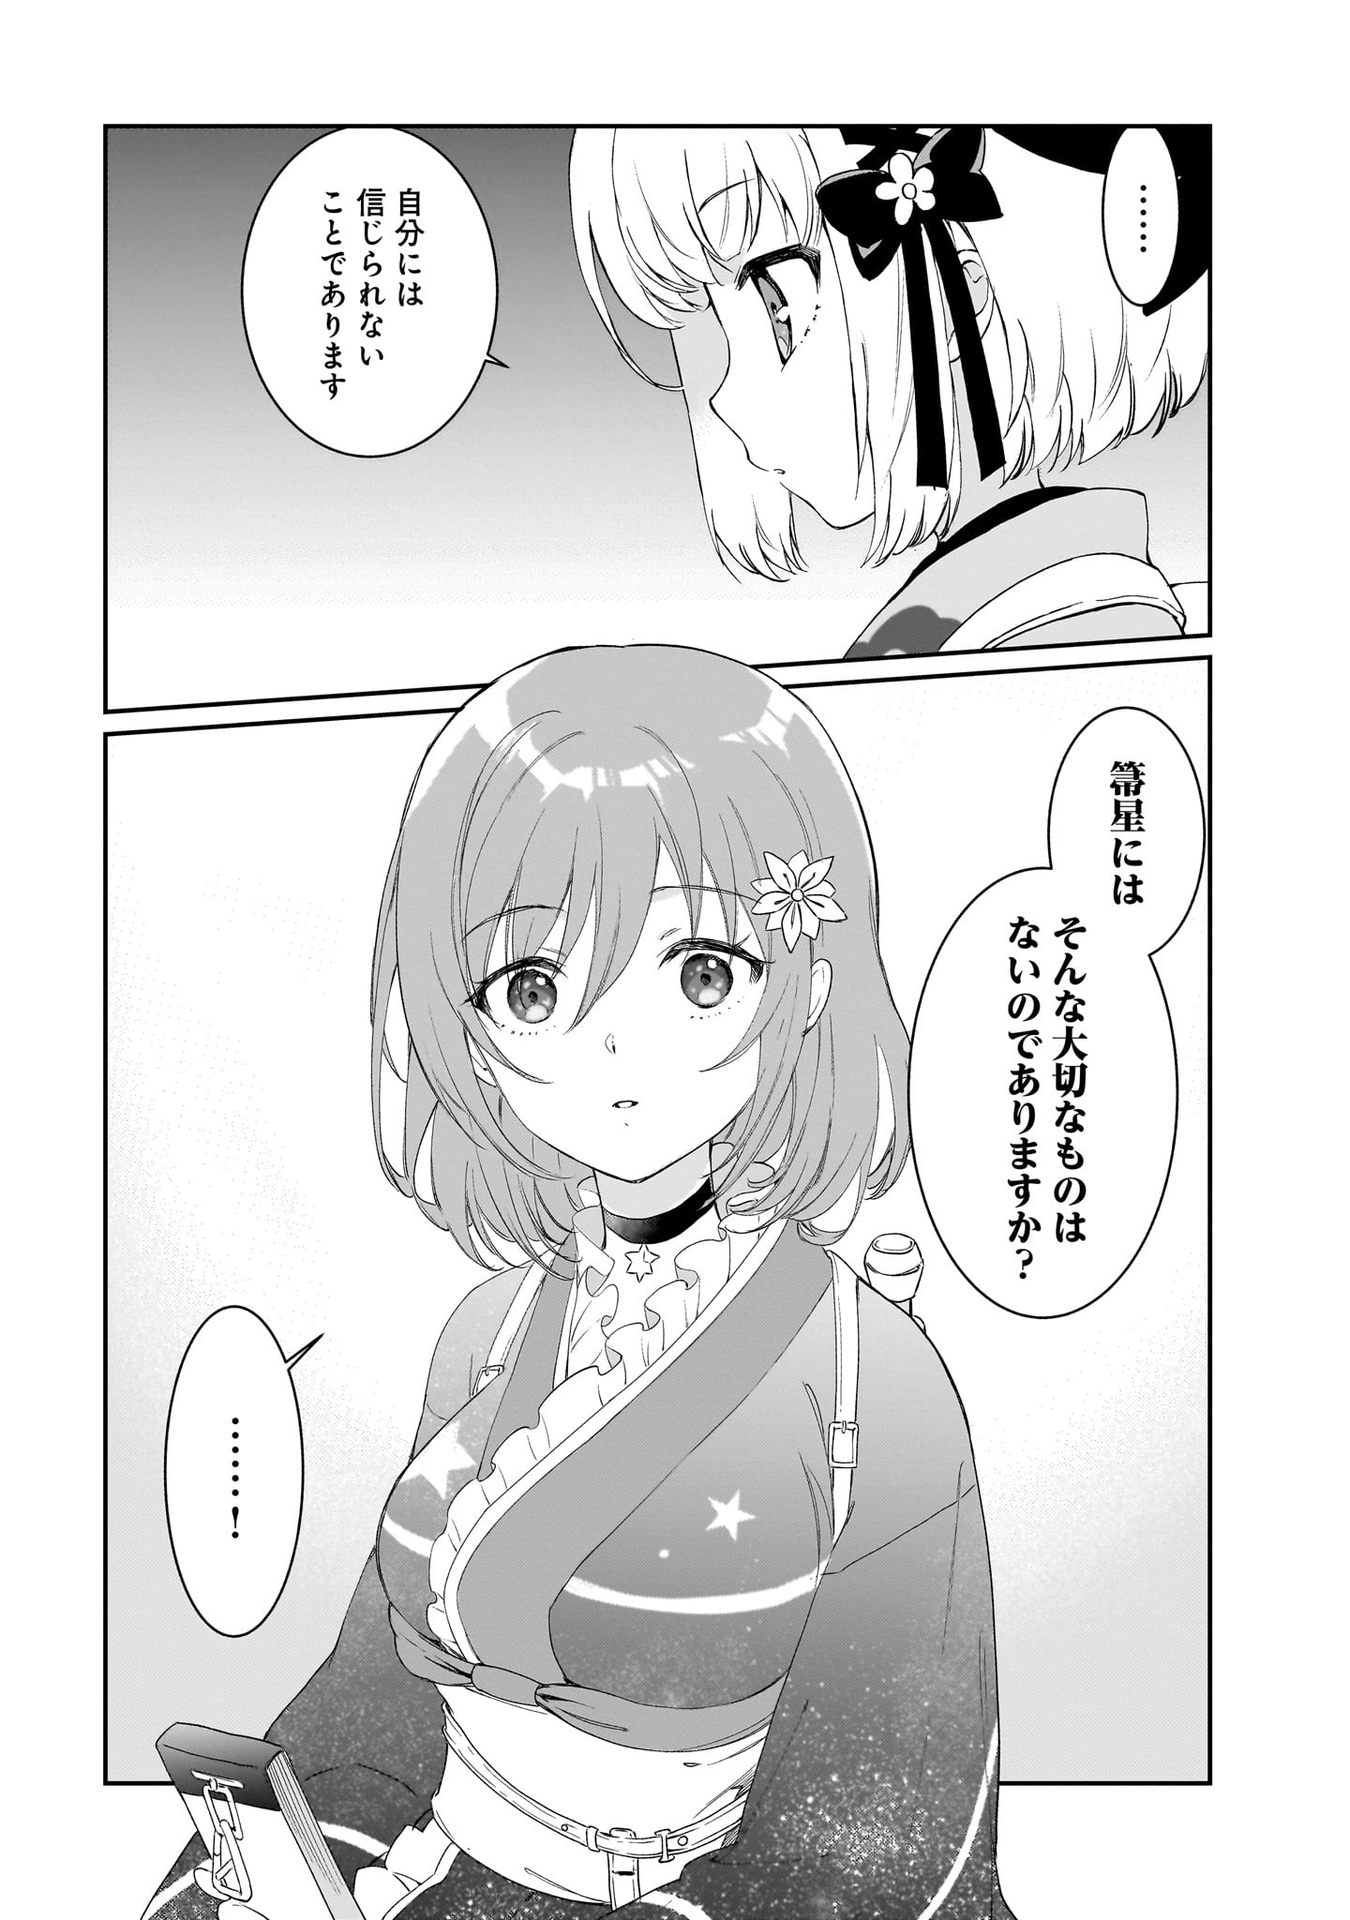 ……
自分には
信じられない
ことであります
箒星には
そんな大切なものは
ないのでありますか？
………！